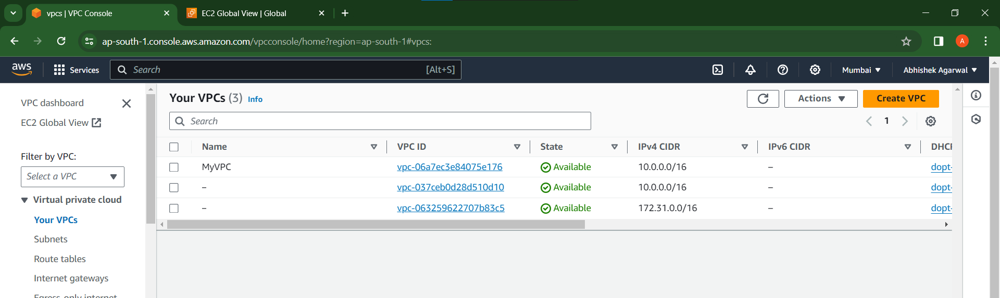 vpcs | VPC Console
EC2 Global View | Global
ap-south-1.console.aws.amazon.com/vpcconsole/home?region=ap-south-1#vpcs:
A
aws
Services
Search
[Alt+S]
Mumbai
Abhishek Agarwal
VPC dashboard
EC2 Global View
Filter by VPC:
Select a VPC
Virtual private cloud
Your VPCs
Subnets
Route tables
Internet gateways
Egress-only internet
Your VPCs (3) Info
Actions
Create VPC
Search
1
Name VPC ID State IPv4 CIDR IPv6 CIDR DHCP
MyVPC vpc-06a7ec3e84075e176 Available 10.0.0.0/16 –
– vpc-037ceb0d28d510d10 Available 10.0.0.0/16 –
– vpc-063259622707b83c5 Available 172.31.0.0/16 –
dopt-
dopt-
dopt-